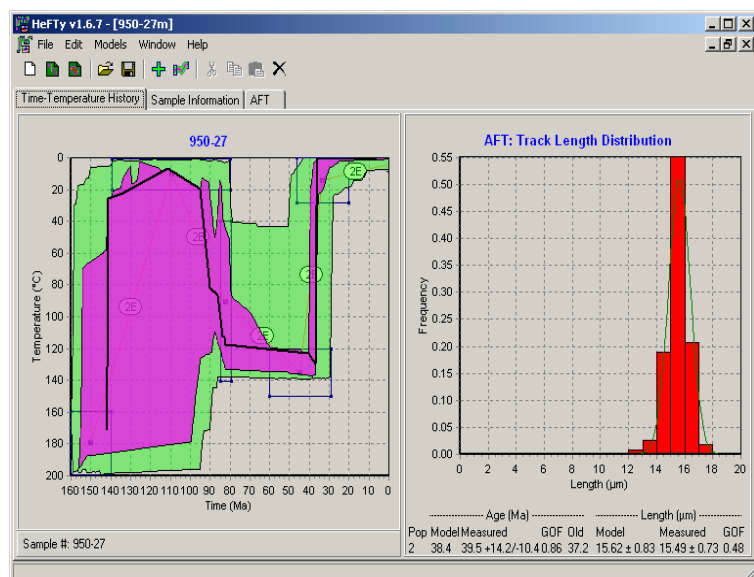 HeFTy v1.6.7 - [950-27m]
File Edit Models Window Help
Time-Temperature History Sample Information AFT
950-27
0
20
40
60
80
100
120
140
160
180
200
Temperature (°C)
2E
2E
2E
2E
2E
160 150 140 130 120 110 100 90 80 70 60 50 40 30 20 10 0
Time (Ma)
Sample #: 950-27
AFT: Track Length Distribution
0.55
0.50
0.45
0.40
0.35
0.30
0.25
0.20
0.15
0.10
0.05
0.00
Frequency
0 2 4 6 8 10 12 14 16 18 20
Length (µm)
Age (Ma) Length (µm)
Pop Model Measured GOF Old Model Measured GOF
2 38.4 39.5 +14.2/-10.4 0.86 37.2 15.62 ± 0.83 15.49 ± 0.73 0.48